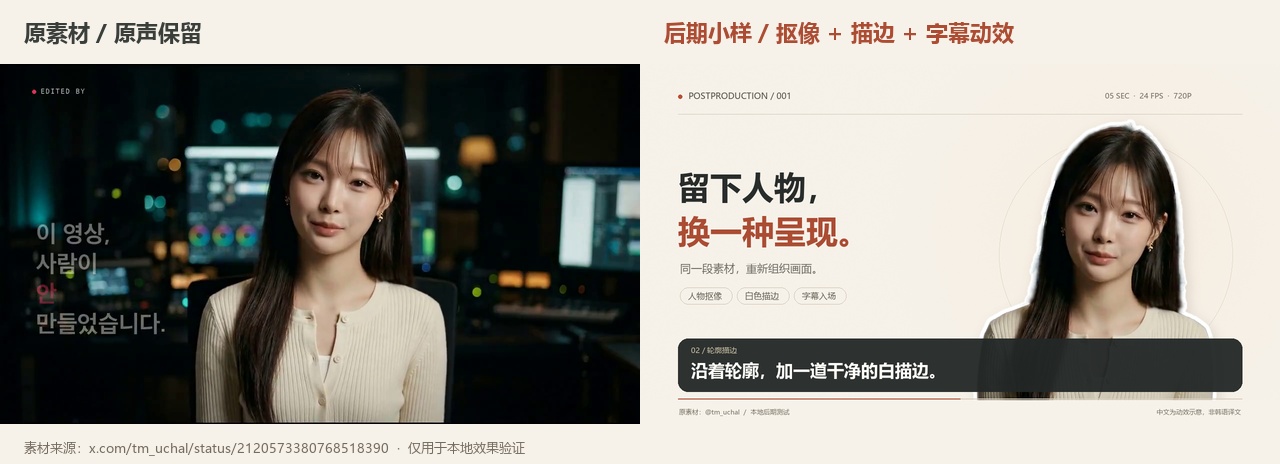 原素材 / 原声保留
后期小样 / 抠像 + 描边 + 字幕动效
EDITED BY
이 영상,
사람이
안
만들었습니다.
POSTPRODUCTION / 001
05 SEC · 24 FPS · 720P
留下人物，
换一种呈现。
同一段素材，重新组织画面。
人物抠像
白色描边
字幕入场
02 / 轮廓描边
沿着轮廓，加一道干净的白描边。
原素材：@tm_uchal / 本地后期测试
中文为动效示意，非韩语译文
素材来源：x.com/tm_uchal/status/2120573380768518390 · 仅用于本地效果验证